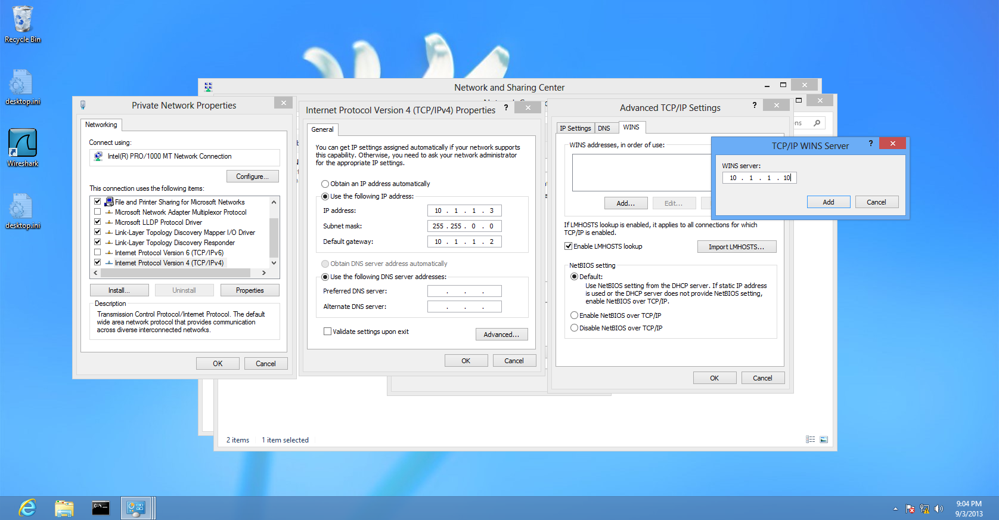 Recycle Bin
desktop.ini
Wireshark
desktop.ini
Network and Sharing Center
Private Network Properties
Networking
Connect using:
Intel(R) PRO/1000 MT Network Connection
Configure...
This connection uses the following items:
File and Printer Sharing for Microsoft Networks
Microsoft Network Adapter Multiplexor Protocol
Microsoft LLDP Protocol Driver
Link-Layer Topology Discovery Mapper I/O Driver
Link-Layer Topology Discovery Responder
Internet Protocol Version 6 (TCP/IPv6)
Internet Protocol Version 4 (TCP/IPv4)
Install...
Uninstall
Properties
Description
Transmission Control Protocol/Internet Protocol. The default
wide area network protocol that provides communication
across diverse interconnected networks.
OK
Cancel
Internet Protocol Version 4 (TCP/IPv4) Properties
?
General
You can get IP settings assigned automatically if your network supports
this capability. Otherwise, you need to ask your network administrator
for the appropriate IP settings.
Obtain an IP address automatically
Use the following IP address:
IP address: 10 . 1 . 1 . 3
Subnet mask: 255 . 255 . 0 . 0
Default gateway: 10 . 1 . 1 . 2
Obtain DNS server address automatically
Use the following DNS server addresses:
Preferred DNS server: . . .
Alternate DNS server: . . .
Validate settings upon exit
Advanced...
OK
Cancel
Advanced TCP/IP Settings
?
IP Settings
DNS
WINS
WINS addresses, in order of use:
Add...
Edit...
If LMHOSTS lookup is enabled, it applies to all connections for which
TCP/IP is enabled.
Enable LMHOSTS lookup
Import LMHOSTS...
NetBIOS setting
Default:
Use NetBIOS setting from the DHCP server. If static IP address
is used or the DHCP server does not provide NetBIOS setting,
enable NetBIOS over TCP/IP.
Enable NetBIOS over TCP/IP
Disable NetBIOS over TCP/IP
OK
Cancel
TCP/IP WINS Server
?
WINS server:
10 . 1 . 1 . 10
Add
Cancel
2 items
1 item selected
9:04 PM
9/3/2013